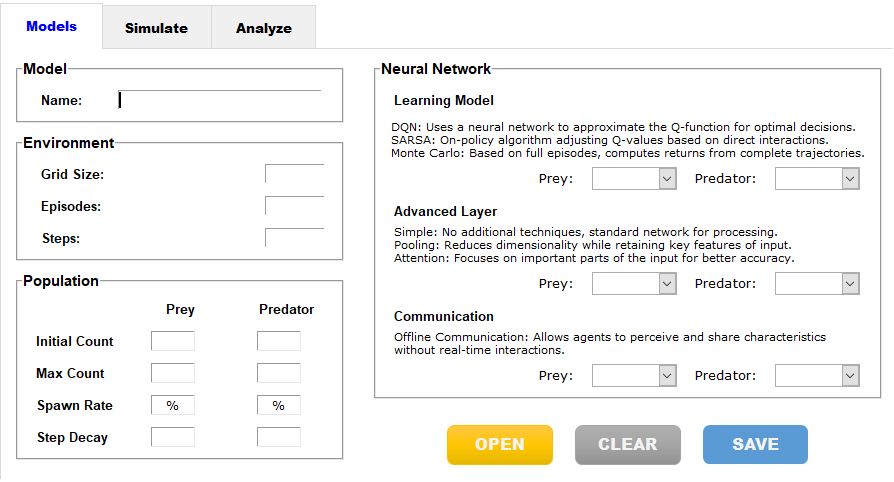 Models Simulate Analyze
Model
Name:
Environment
Grid Size:
Episodes:
Steps:
Population
Prey Predator
Initial Count
Max Count
Spawn Rate % %
Step Decay
Neural Network
Learning Model
DQN: Uses a neural network to approximate the Q-function for optimal decisions.
SARSA: On-policy algorithm adjusting Q-values based on direct interactions.
Monte Carlo: Based on full episodes, computes returns from complete trajectories.
Prey: Predator:
Advanced Layer
Simple: No additional techniques, standard network for processing.
Pooling: Reduces dimensionality while retaining key features of input.
Attention: Focuses on important parts of the input for better accuracy.
Prey: Predator:
Communication
Offline Communication: Allows agents to perceive and share characteristics
without real-time interactions.
Prey: Predator:
OPEN CLEAR SAVE